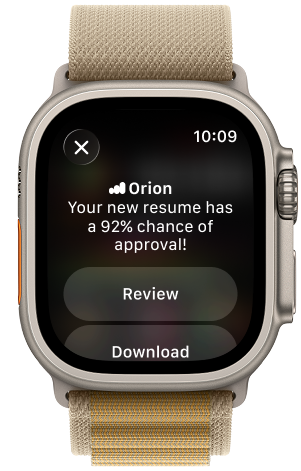 10:09
Orion
Your new resume has
a 92% chance of
approval!
Review
Download